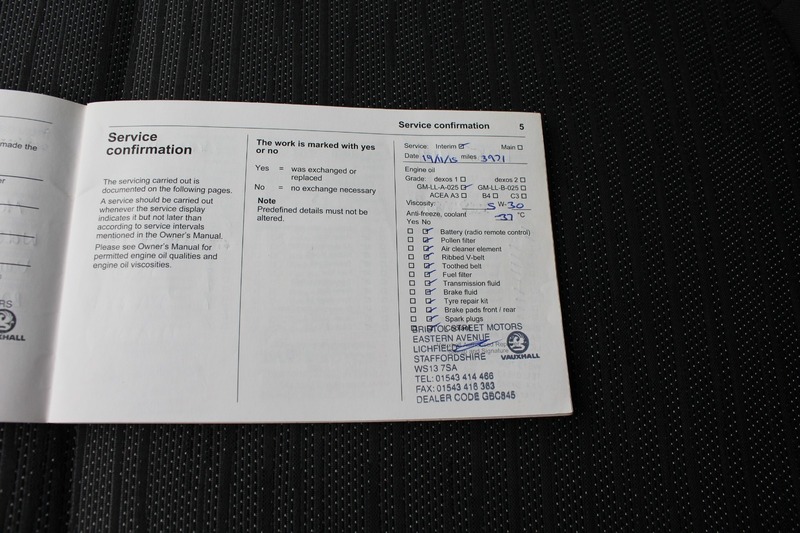 made the
er
RS
XHALL
Service confirmation 5
Service
confirmation
The servicing carried out is
documented on the following pages.
A service should be carried out
whenever the service display
indicates it but not later than
according to service intervals
mentioned in the Owner's Manual.
Please see Owner's Manual for
permitted engine oil qualities and
engine oil viscosities.
The work is marked with yes
or no
Yes = was exchanged or
replaced
No = no exchange necessary
Note
Predefined details must not be
altered.
Service: Interim Main
Date 19/11/15 miles 3971
Engine oil
Grade: dexos 1 dexos 2
GM-LL-A-025 GM-LL-B-025
ACEA A3 B4 C3
Viscosity: 5 W-30
Anti-freeze, coolant -37 °C
Yes No
Battery (radio remote control)
Pollen filter
Air cleaner element
Ribbed V-belt
Toothed belt
Fuel filter
Transmission fluid
Brake fluid
Tyre repair kit
Brake pads front / rear
Spark plugs
BRISTOL STREET MOTORS
EASTERN AVENUE
LICHFIELD
STAFFORDSHIRE
WS13 7SA
TEL: 01543 414 466
FAX: 01543 416 363
DEALER CODE GBC845
VAUXHALL